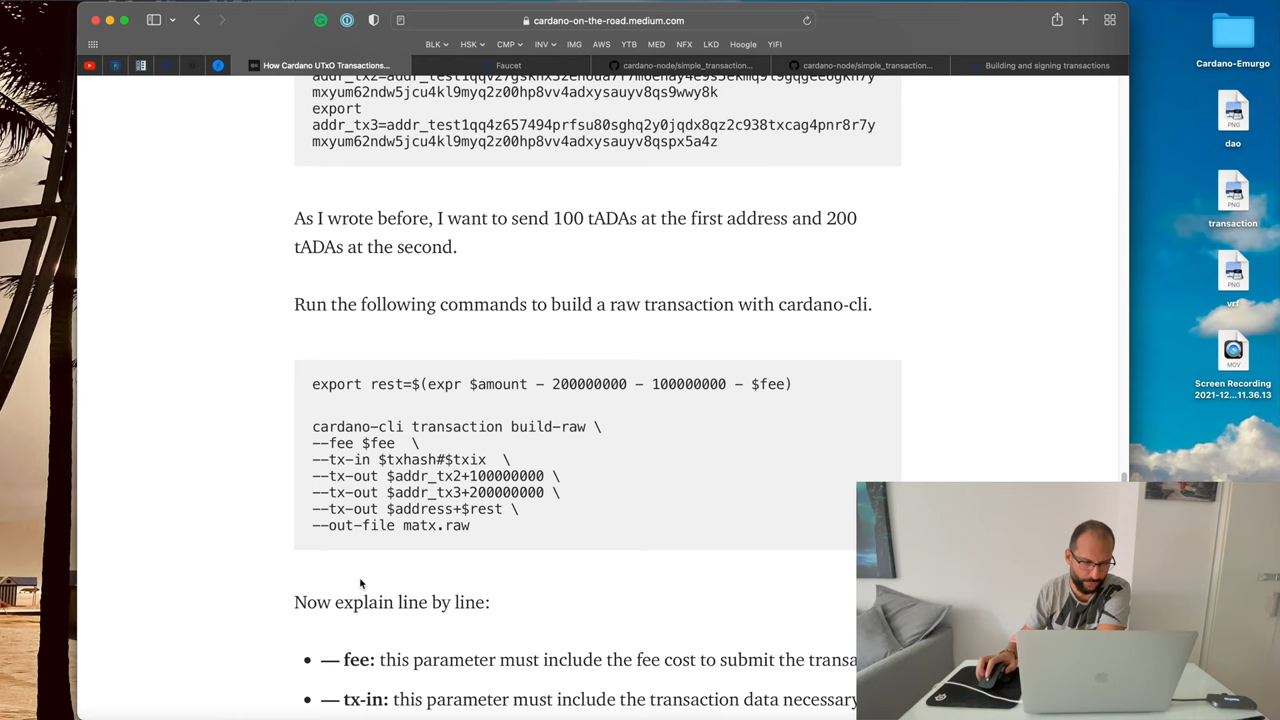 cardano-on-the-road.medium.com
BLK HSK CMP INV IMG AWS YTB MED NFX LKD Hoogle YIFI
How Cardano UTxO Transactions... Faucet cardano-node/simple_transaction... cardano-node/simple_transaction... Building and signing transactions
mxyum62ndw5jcu4kl9myq2z00hp8vv4adxysauyv8qs9wwy8k
export
addr_tx3=addr_test1qq4z657494prfsu80sghq2y0jqdx8qz2c938txcag4pnr8r7y
mxyum62ndw5jcu4kl9myq2z00hp8vv4adxysauyv8qspx5a4z
As I wrote before, I want to send 100 tADAs at the first address and 200
tADAs at the second.
Run the following commands to build a raw transaction with cardano-cli.
export rest=$(expr $amount – 200000000 – 100000000 – $fee)
cardano-cli transaction build-raw \
--fee $fee \
--tx-in $txhash#$txix \
--tx-out $addr_tx2+100000000 \
--tx-out $addr_tx3+200000000 \
--tx-out $address+$rest \
--out-file matx.raw
Now explain line by line:
• — fee: this parameter must include the fee cost to submit the transa
• — tx-in: this parameter must include the transaction data necessary
Cardano-Emurgo
PNG
dao
PNG
transaction
PNG
vrf
MOV
Screen Recording
2021-12...11.36.13